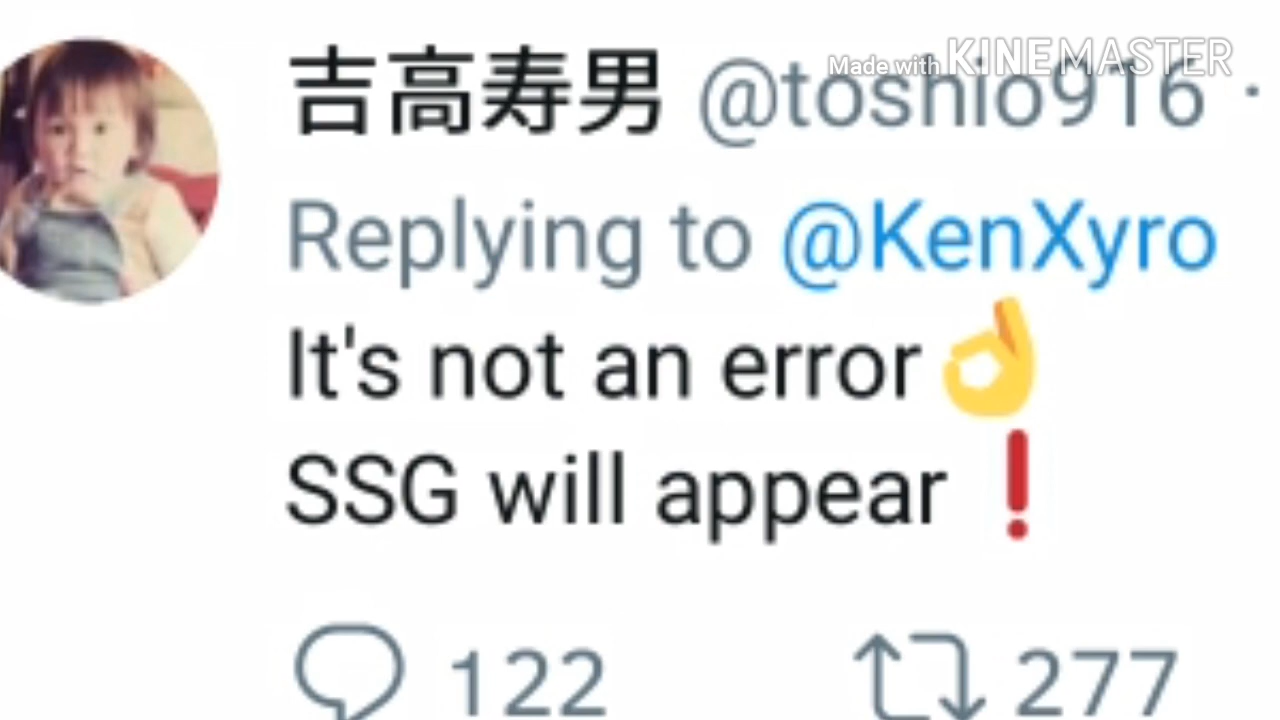 吉高寿男 @toshio916 ·
Made with KINEMASTER
Replying to @KenXyro
It's not an error👌
SSG will appear❗
122 277